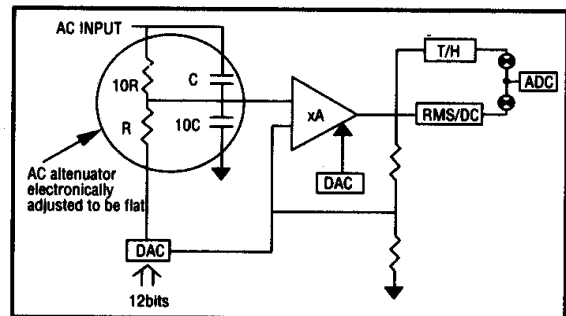 AC INPUT
T/H
10R
C
ADC
xA
R
10C
RMS/DC
AC altenuator
electronically
adjusted to be flat
DAC
DAC
12bits